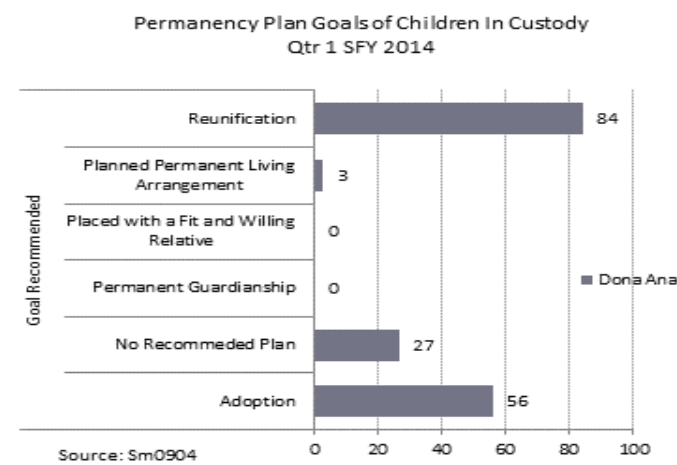 Permanency Plan Goals of Children In Custody
Qtr 1 SFY 2014
Goal Recommended
Reunification
84
Planned Permanent Living
Arrangement
3
Placed with a Fit and Willing
Relative
0
Permanent Guardianship
0
Dona Ana
No Recommeded Plan
27
Adoption
56
0 20 40 60 80 100
Source: Sm0904